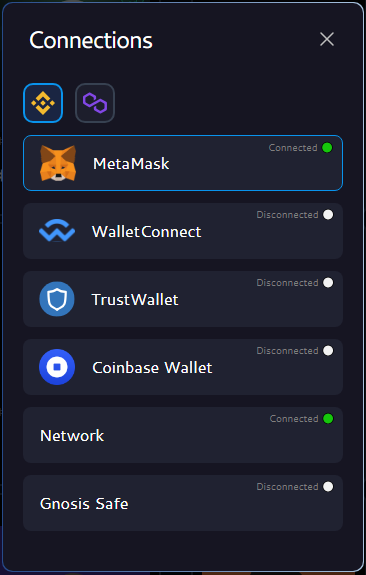 Connections
Connected
MetaMask
Disconnected
WalletConnect
Disconnected
TrustWallet
Disconnected
Coinbase Wallet
Connected
Network
Disconnected
Gnosis Safe